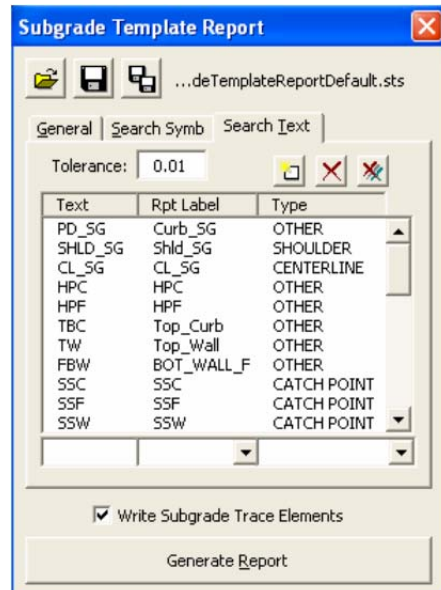 Subgrade Template Report
...deTemplateReportDefault.sts
General Search Symb Search Text
Tolerance: 0.01
Text Rpt Label Type
PD_SG Curb_SG OTHER
SHLD_SG Shld_SG SHOULDER
CL_SG CL_SG CENTERLINE
HPC HPC OTHER
HPF HPF OTHER
TBC Top_Curb OTHER
TW Top_Wall OTHER
FBW BOT_WALL_F OTHER
SSC SSC CATCH POINT
SSF SSF CATCH POINT
SSW SSW CATCH POINT
Write Subgrade Trace Elements
Generate Report